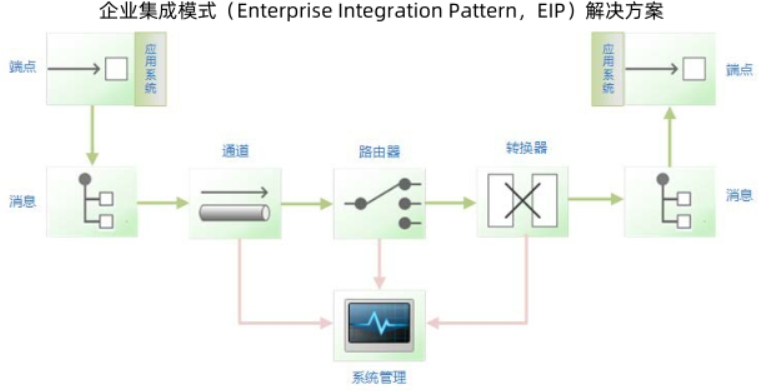 企业集成模式（Enterprise Integration Pattern，EIP）解决方案
端点
应用系统
应用系统
端点
消息
通道
路由器
转换器
消息
系统管理